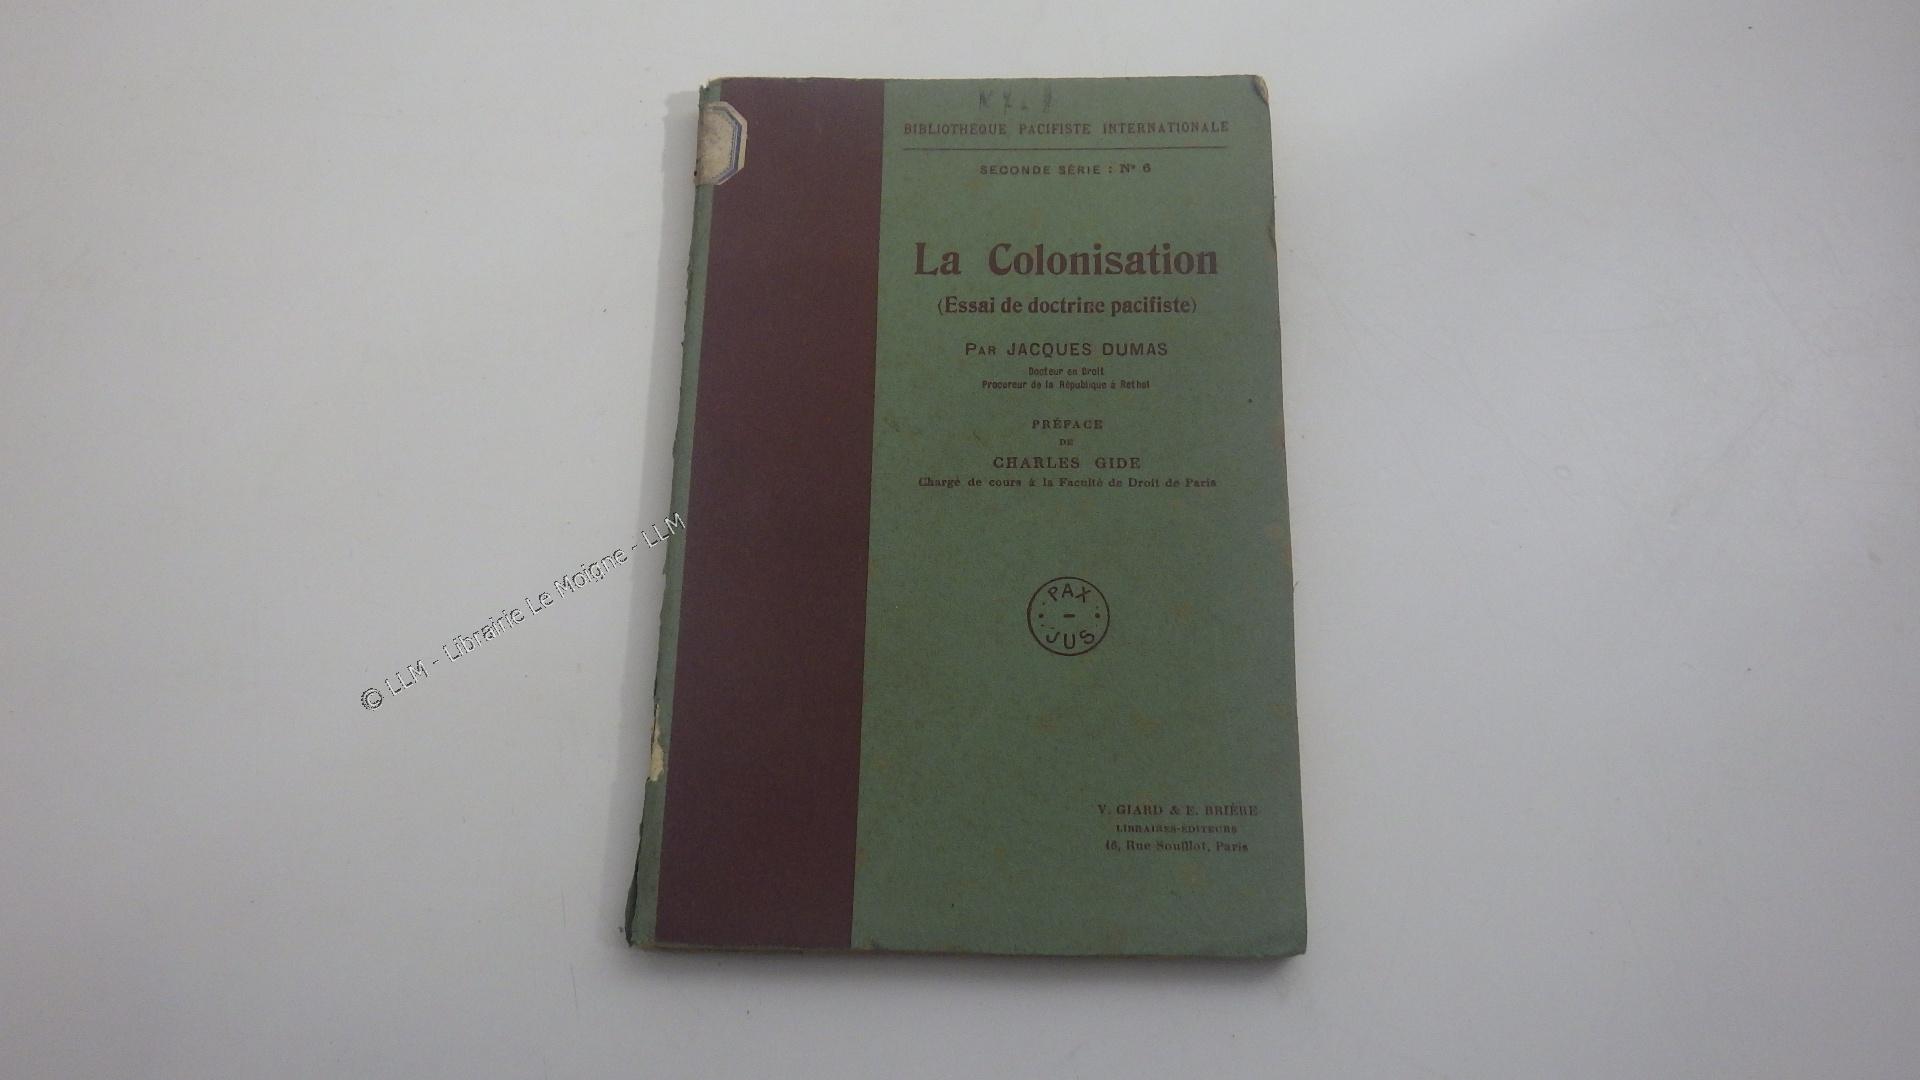 BIBLIOTHÈQUE PACIFISTE INTERNATIONALE
SECONDE SÉRIE : Nº 6
La Colonisation
(Essai de doctrine pacifiste)
PAR JACQUES DUMAS
Docteur en Droit
Procureur de la République à Rethel
PRÉFACE
DE
CHARLES GIDE
Chargé de cours à la Faculté de Droit de Paris
PAX
JUS
V. GIARD & E. BRIÈRE
LIBRAIRES-ÉDITEURS
16, Rue Soufflot, Paris
© LLM - Librairie Le Moigne - LLM